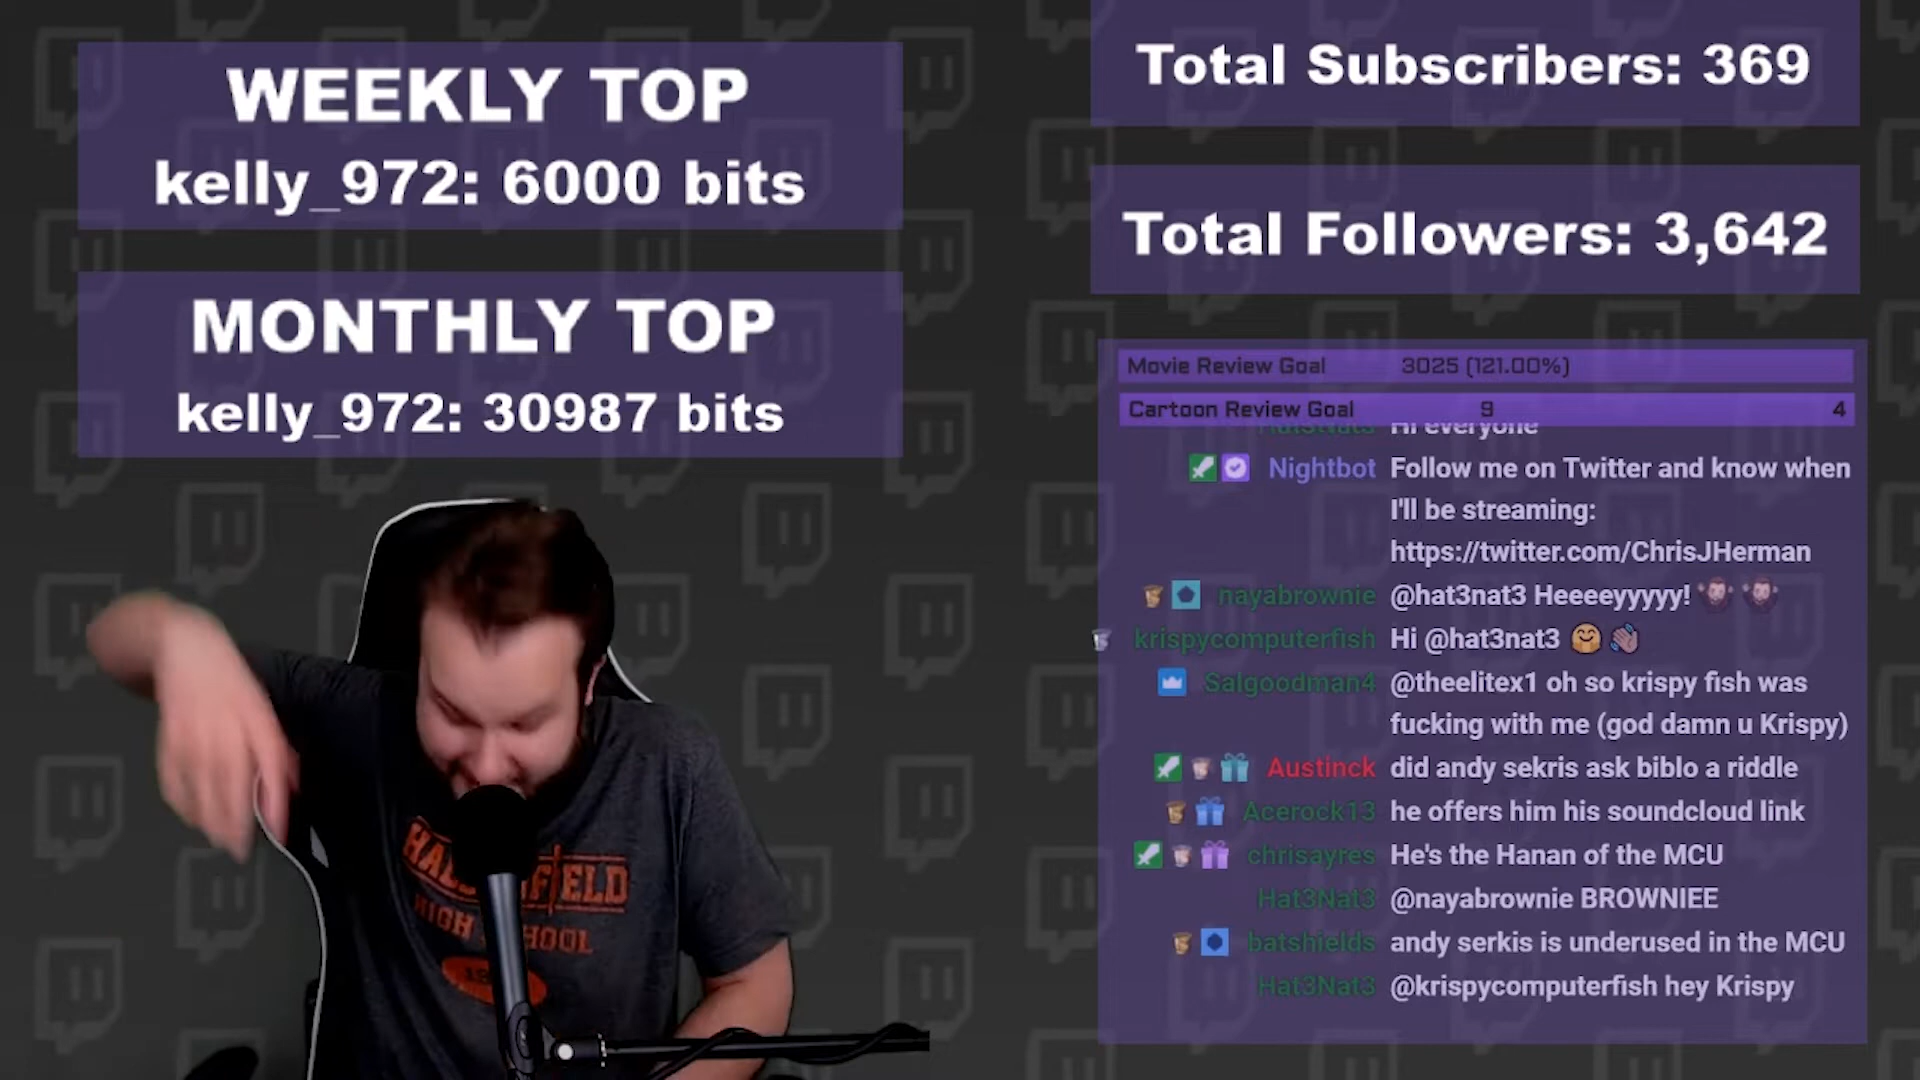 WEEKLY TOP
kelly_972: 6000 bits
MONTHLY TOP
kelly_972: 30987 bits
Total Subscribers: 369
Total Followers: 3,642
Movie Review Goal 3025 (121.00%)
Cartoon Review Goal 9 4
Hat3Nat3 Hi everyone
Nightbot Follow me on Twitter and know when
I'll be streaming:
https://twitter.com/ChrisJHerman
nayabrownie @hat3nat3 Heeeeyyyyy!
krispycomputerfish Hi @hat3nat3
Salgoodman4 @theelitex1 oh so krispy fish was
fucking with me (god damn u Krispy)
Austinck did andy sekris ask biblo a riddle
Acerock13 he offers him his soundcloud link
chrisayres He's the Hanan of the MCU
Hat3Nat3 @nayabrownie BROWNIEE
batshields andy serkis is underused in the MCU
Hat3Nat3 @krispycomputerfish hey Krispy
HIGH SCHOOL